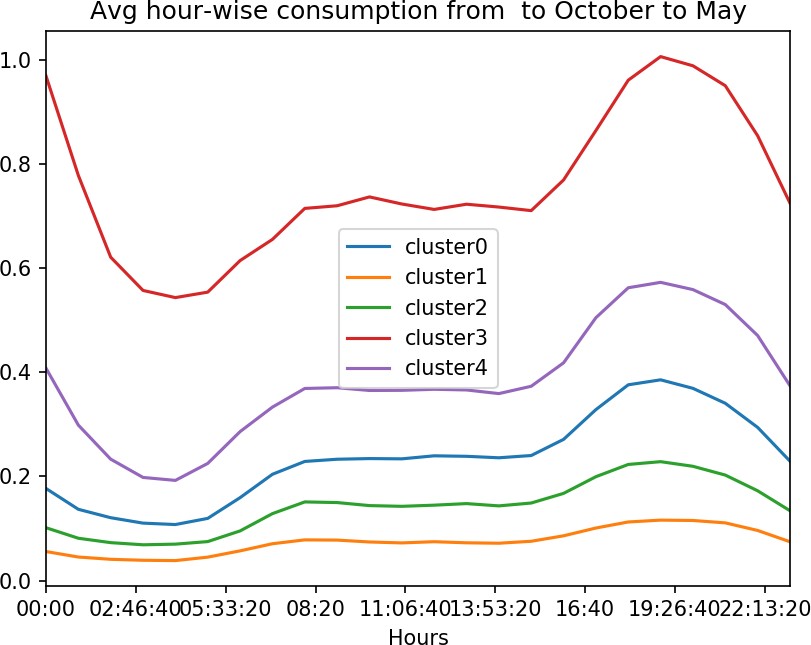 Avg hour-wise consumption from  to October to May
1.0
0.8
0.6
0.4
0.2
0.0
cluster0
cluster1
cluster2
cluster3
cluster4
00:00 02:46:40 05:33:20 08:20 11:06:40 13:53:20 16:40 19:26:40 22:13:20
Hours